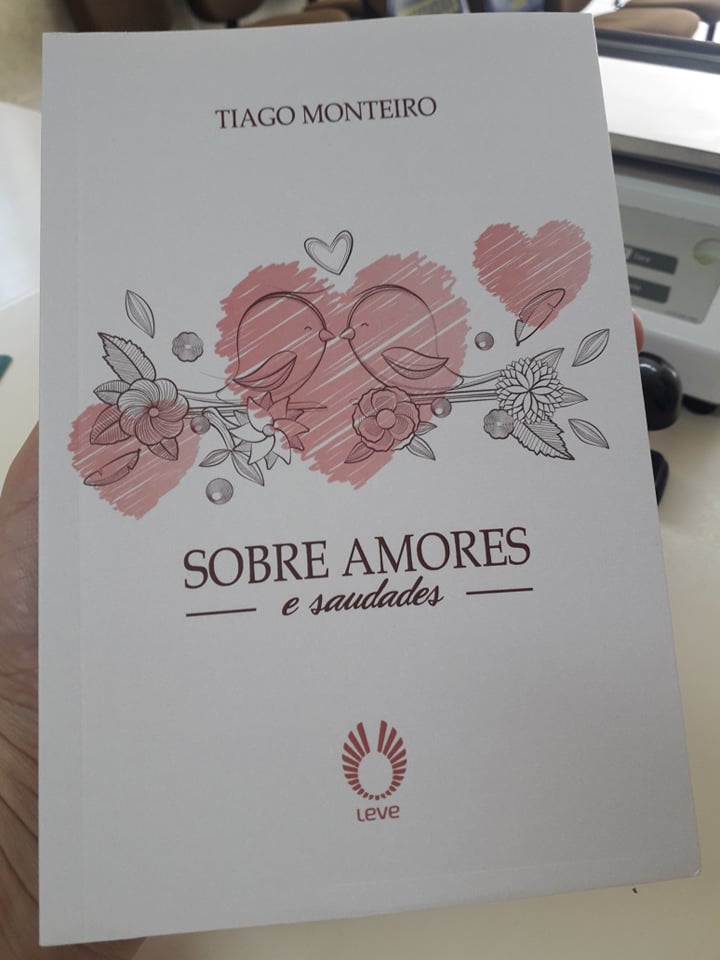 TIAGO MONTEIRO
SOBRE AMORES
e saudades
LEVE